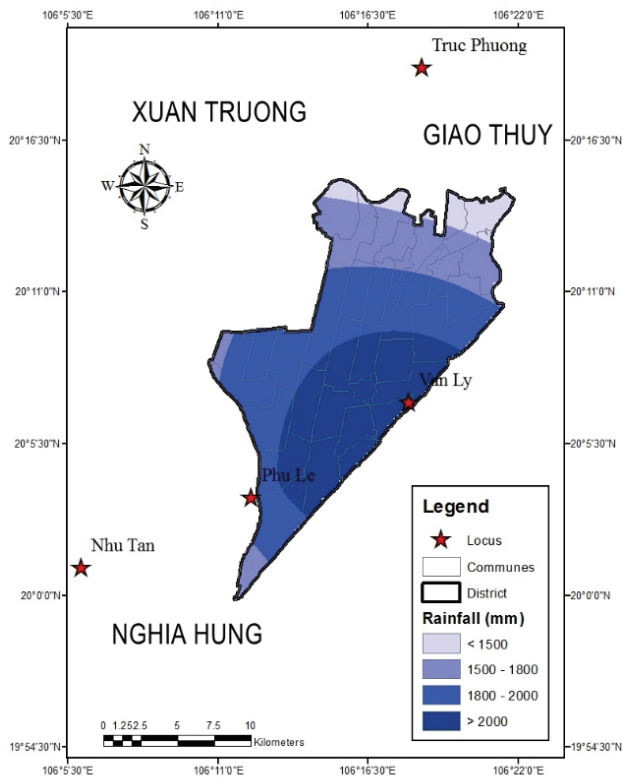 106°5'30"E 106°11'0"E 106°16'30"E 106°22'0"E
Truc Phuong
XUAN TRUONG
GIAO THUY
20°16'30"N 20°16'30"N
N
W E
S
20°11'0"N 20°11'0"N
Van Ly
20°5'30"N 20°5'30"N
Phu Le
Nhu Tan
20°0'0"N 20°0'0"N
NGHIA HUNG
Legend
Locus
Communes
District
Rainfall (mm)
< 1500
1500 - 1800
1800 - 2000
> 2000
0 1.252.5 5 7.5 10
Kilometers
19°54'30"N 19°54'30"N
106°5'30"E 106°11'0"E 106°16'30"E 106°22'0"E